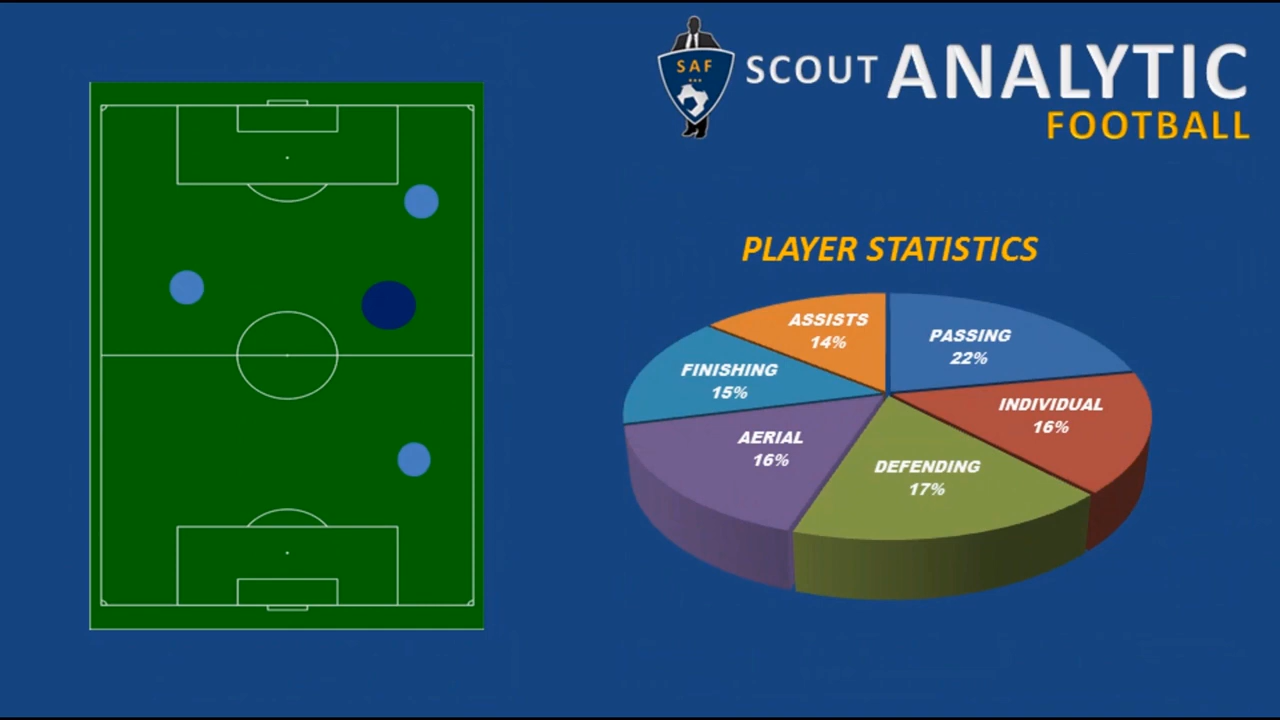 SAF
SCOUT ANALYTIC
FOOTBALL
PLAYER STATISTICS
ASSISTS
14%
PASSING
22%
FINISHING
15%
INDIVIDUAL
16%
AERIAL
16%
DEFENDING
17%